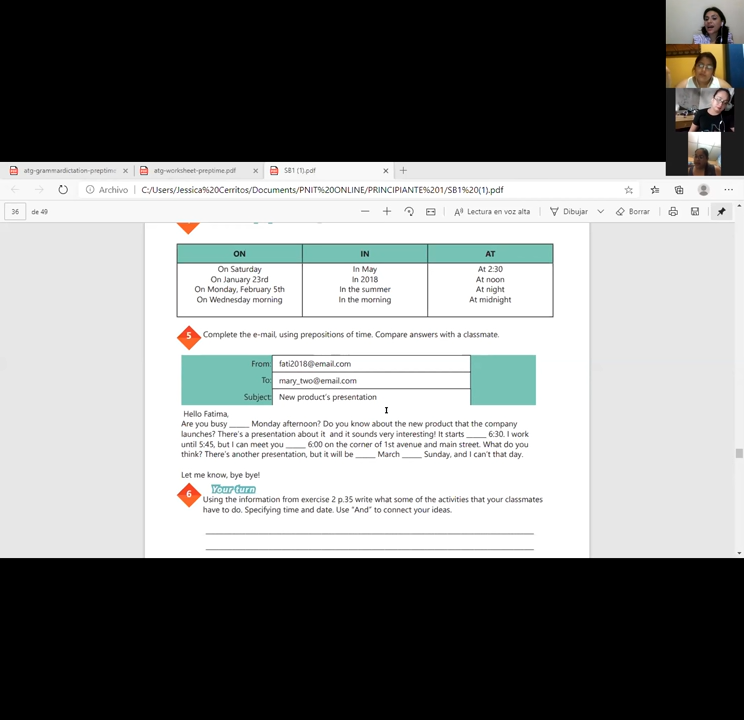 atg-grammardictation-preptime
atg-worksheet-preptime.pdf
SB1 (1).pdf
Archivo
C:/Users/Jessica%20Cerritos/Documents/PNIT%20ONLINE/PRINCIPIANTE%201/SB1%20(1).pdf
36 de 49
Lectura en voz alta
Dibujar
Borrar
ON IN AT
On Saturday In May At 2:30
On January 23rd In 2018 At noon
On Monday, February 5th In the summer At night
On Wednesday morning In the morning At midnight
5 Complete the e-mail, using prepositions of time. Compare answers with a classmate.
From: fati2018@email.com
To: mary_two@email.com
Subject: New product's presentation
Hello Fatima,
Are you busy _____ Monday afternoon? Do you know about the new product that the company
launches? There's a presentation about it and it sounds very interesting! It starts _____ 6:30. I work
until 5:45, but I can meet you _____ 6:00 on the corner of 1st avenue and main street. What do you
think? There's another presentation, but it will be _____ March _____ Sunday, and I can't that day.
Let me know, bye bye!
Your turn
6 Using the information from exercise 2 p.35 write what some of the activities that your classmates
have to do. Specifying time and date. Use "And" to connect your ideas.